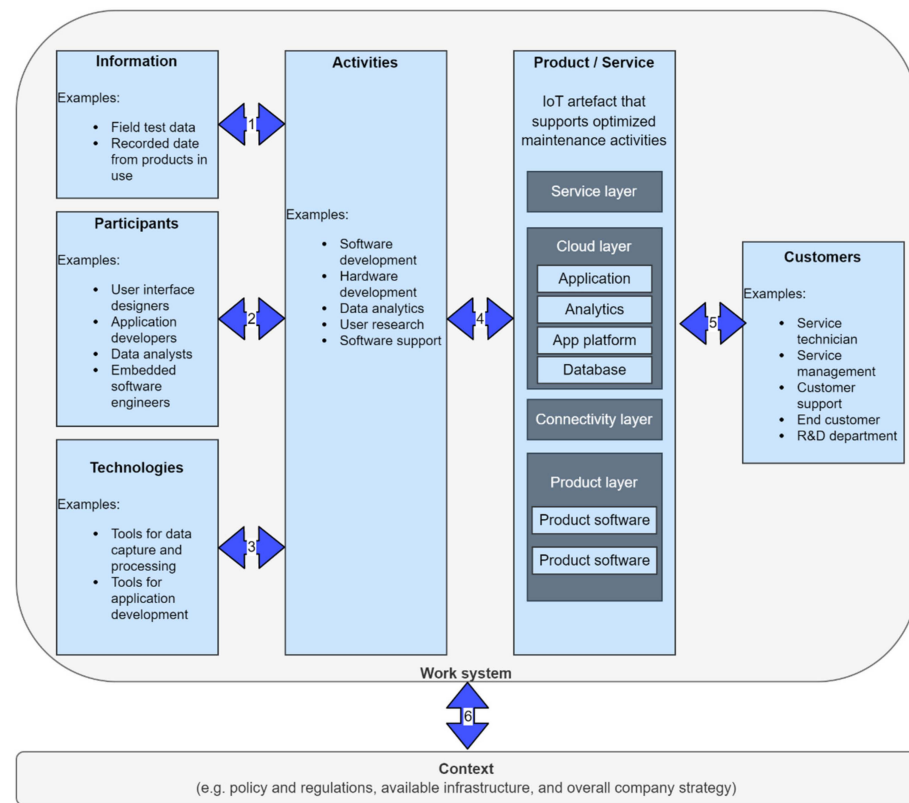 Information
Examples:
• Field test data
• Recorded date
from products in
use
1
Participants
Examples:
• User interface
designers
• Application
developers
• Data analysts
• Embedded
software
engineers
2
Technologies
Examples:
• Tools for data
capture and
processing
• Tools for
application
development
3
Activities
Examples:
• Software
development
• Hardware
development
• Data analytics
• User research
• Software support
4
Product / Service
IoT artefact that
supports optimized
maintenance activities
Service layer
Cloud layer
Application
Analytics
App platform
Database
Connectivity layer
Product layer
Product software
Product software
5
Customers
Examples:
• Service
technician
• Service
management
• Customer
support
• End customer
• R&D department
Work system
6
Context
(e.g. policy and regulations, available infrastructure, and overall company strategy)